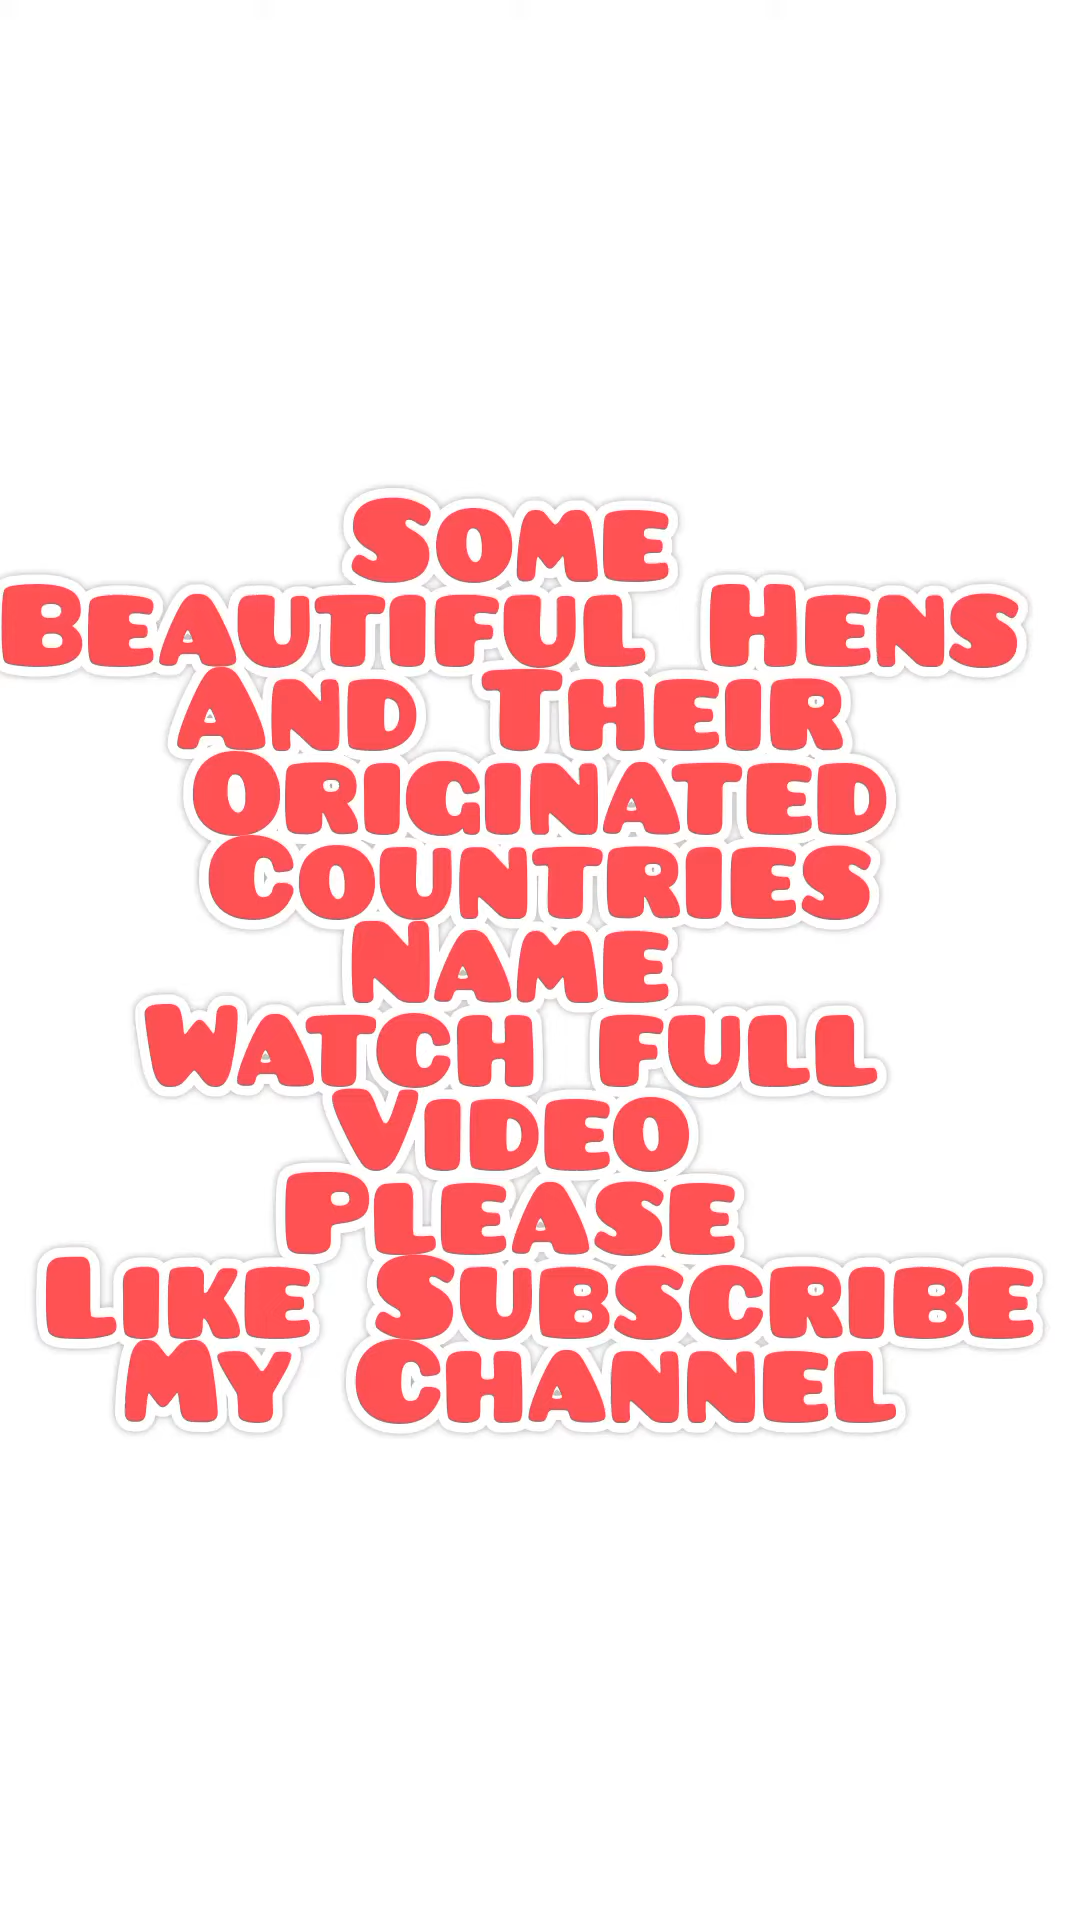 Some
Beautiful Hens
And Their
Originated
Countries
Name
Watch full
Video
Please
Like Subscribe
My Channel